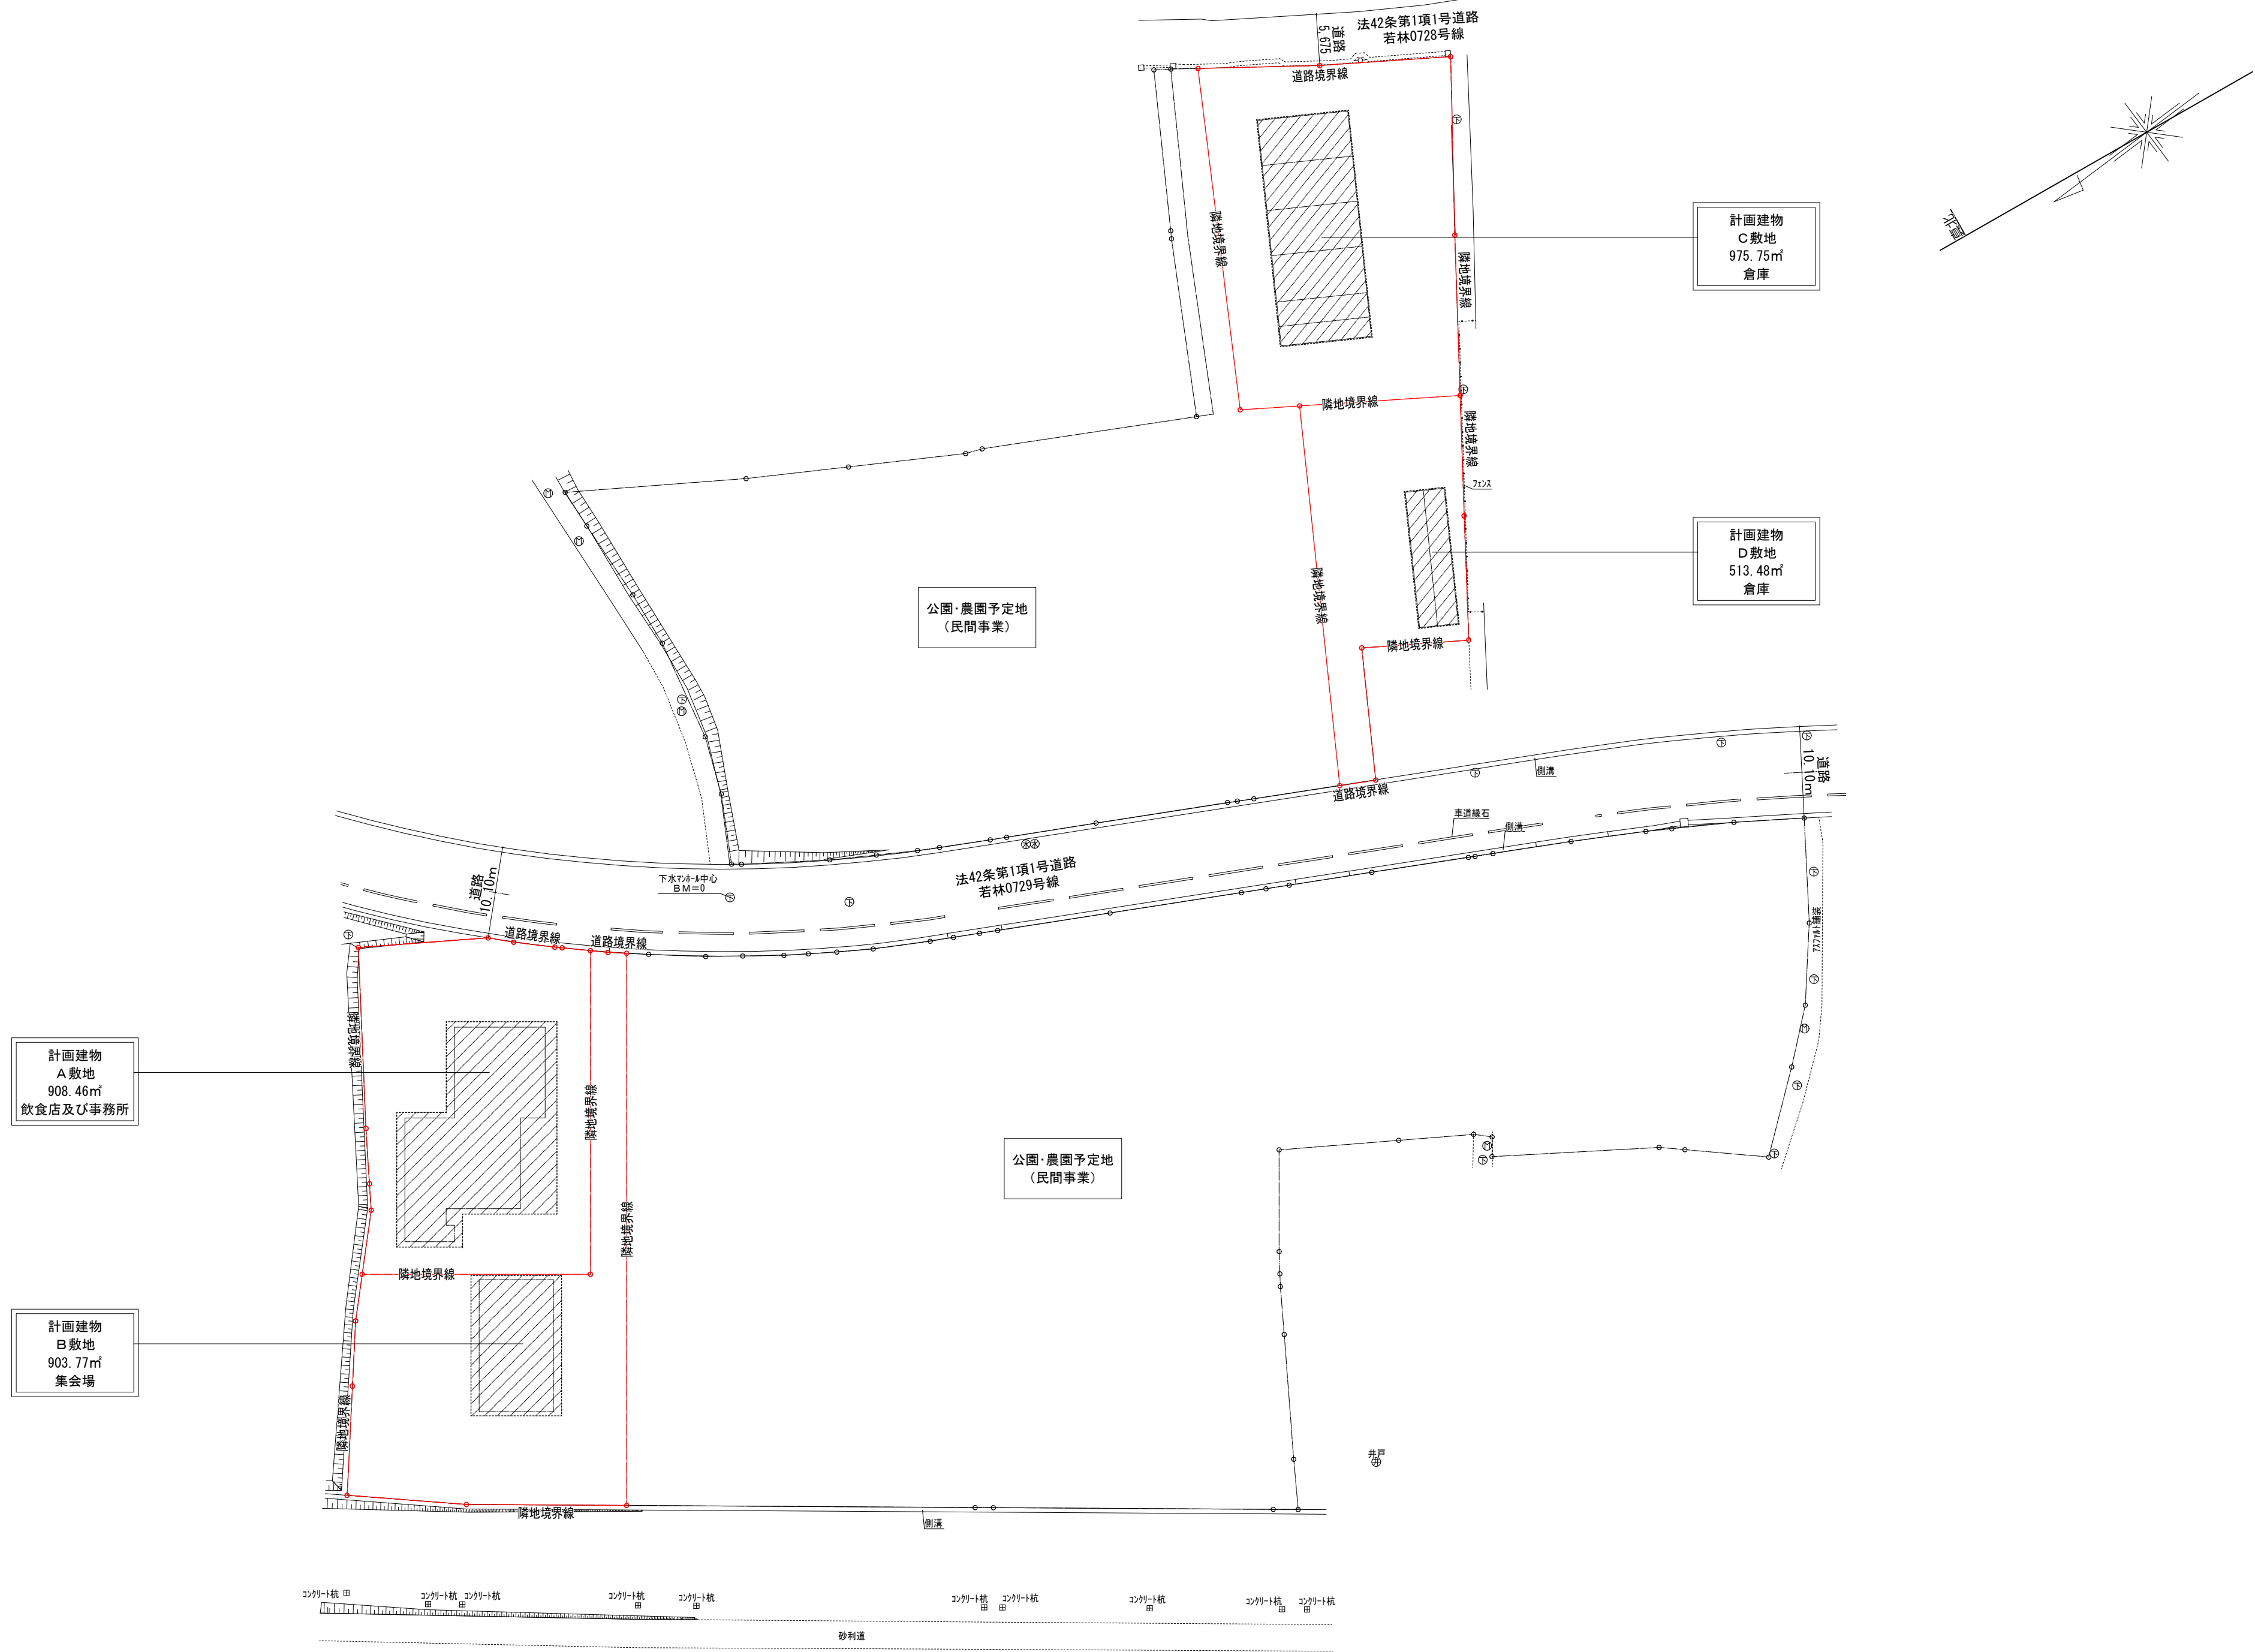 法42条第1項1号道路
若林0728号線
道路
5.675
道路境界線
真北
隣地境界線
計画建物
C敷地
975.75㎡
倉庫
隣地境界線
隣地境界線
隣地境界線
フェンス
計画建物
D敷地
513.48㎡
倉庫
隣地境界線
公園・農園予定地
(民間事業)
隣地境界線
道路
10.10m
側溝
道路境界線
車道縁石
側溝
法42条第1項1号道路
若林0729号線
下水マンホール中心
BM=0
道路
10.10m
道路境界線
道路境界線
アスファルト舗装
隣地境界線
計画建物
A敷地
908.46㎡
飲食店及び事務所
隣地境界線
公園・農園予定地
(民間事業)
隣地境界線
隣地境界線
計画建物
B敷地
903.77㎡
集会場
隣地境界線
井戸
隣地境界線
側溝
コンクリート杭
コンクリート杭
コンクリート杭
コンクリート杭
コンクリート杭
コンクリート杭
コンクリート杭
コンクリート杭
コンクリート杭
コンクリート杭
砂利道